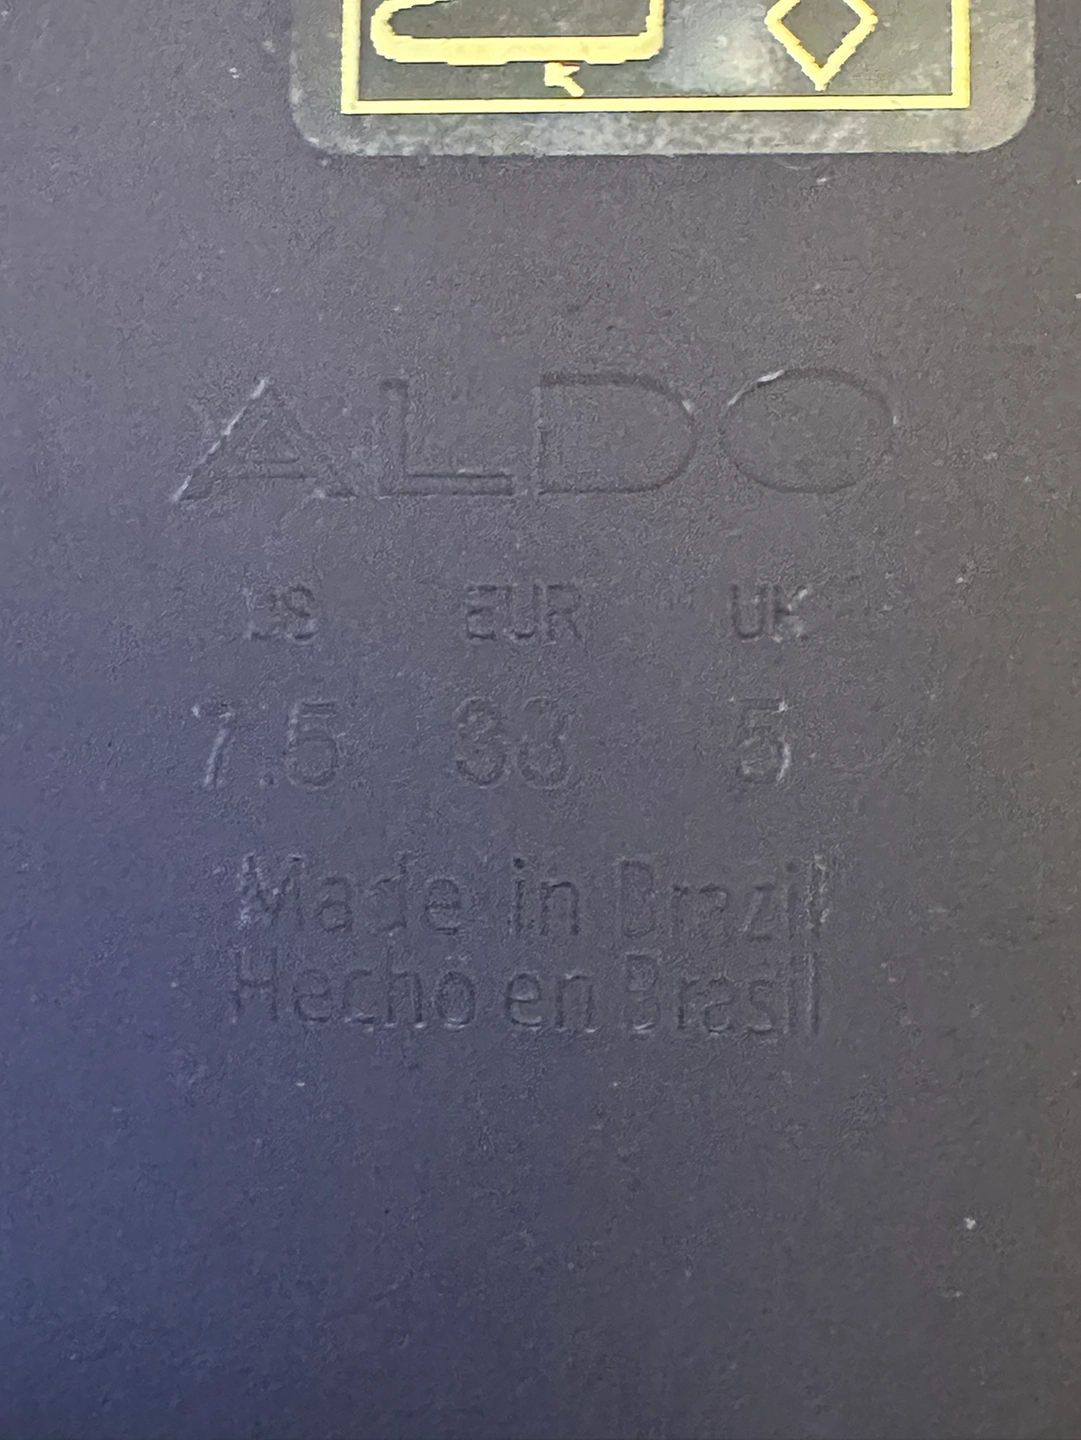 ALDO
US EUR UK
7.5 38 5
Made in Brazil
Hecho en Brasil